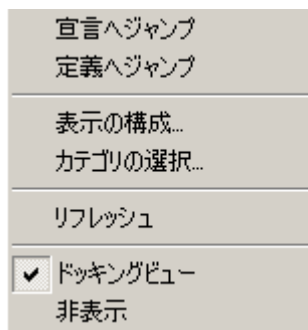 宣言へジャンプ
定義へジャンプ
表示の構成...
カテゴリの選択...
リフレッシュ
ドッキングビュー
非表示